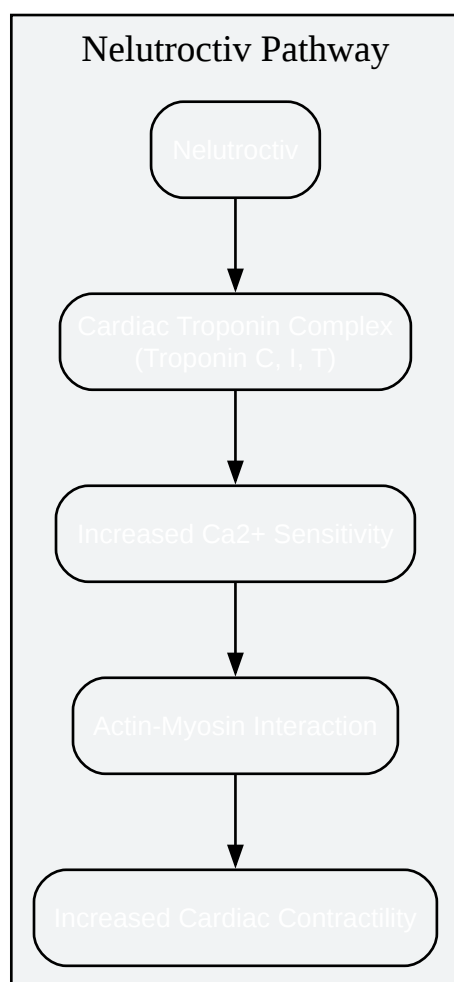 Nelutroctiv Pathway
Nelutroctiv
Cardiac Troponin Complex
(Troponin C, I, T)
Increased Ca2+ Sensitivity
Actin-Myosin Interaction
Increased Cardiac Contractility